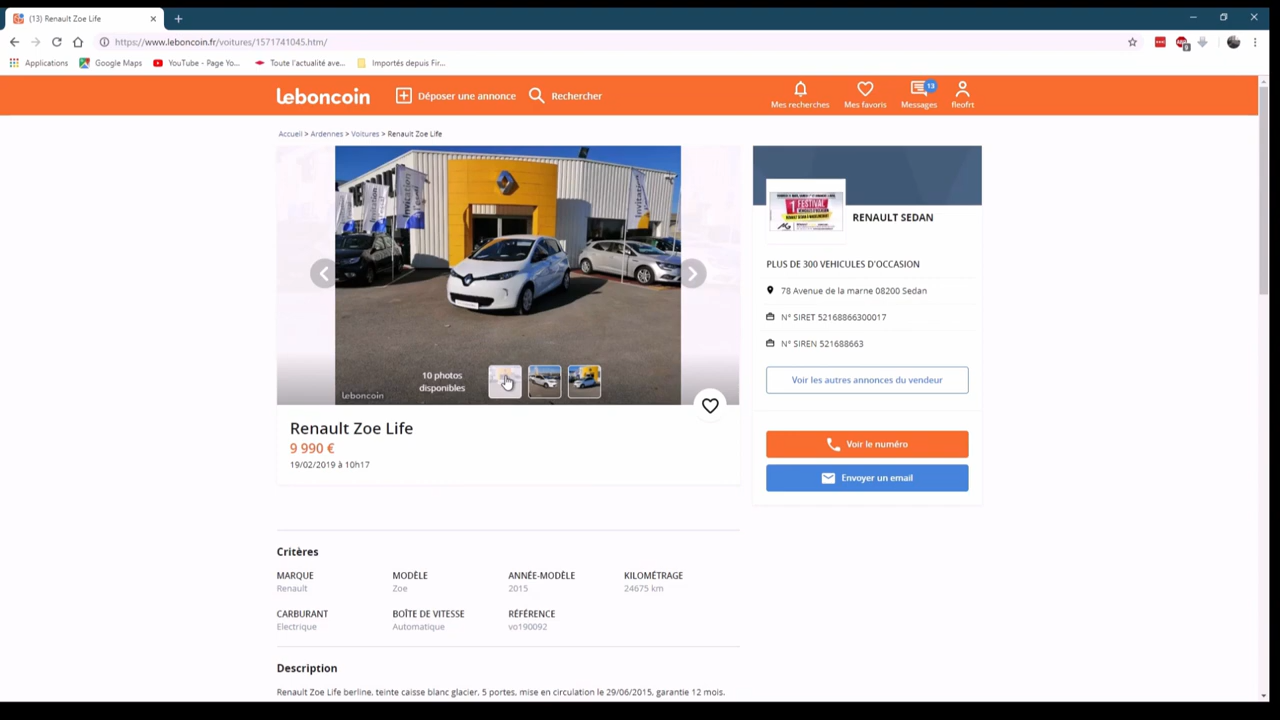 (13) Renault Zoe Life
https://www.leboncoin.fr/voitures/1571741045.htm/
Applications
Google Maps
YouTube - Page Yo...
Toute l'actualité ave...
Importés depuis Fir...
leboncoin
Déposer une annonce
Rechercher
Mes recherches
Mes favoris
13
Messages
fleofrt
Accueil > Ardennes > Voitures > Renault Zoe Life
10 photos
disponibles
leboncoin
1 FESTIVAL
RENAULT SEDAN
PLUS DE 300 VEHICULES D'OCCASION
78 Avenue de la marne 08200 Sedan
N° SIRET 52168866300017
N° SIREN 521688663
Voir les autres annonces du vendeur
Voir le numéro
Envoyer un email
Renault Zoe Life
9 990 €
19/02/2019 à 10h17
Critères
MARQUE
Renault
MODÈLE
Zoe
ANNÉE-MODÈLE
2015
KILOMÉTRAGE
24675 km
CARBURANT
Electrique
BOÎTE DE VITESSE
Automatique
RÉFÉRENCE
vo190092
Description
Renault Zoe Life berline, teinte caisse blanc glacier, 5 portes, mise en circulation le 29/06/2015, garantie 12 mois.